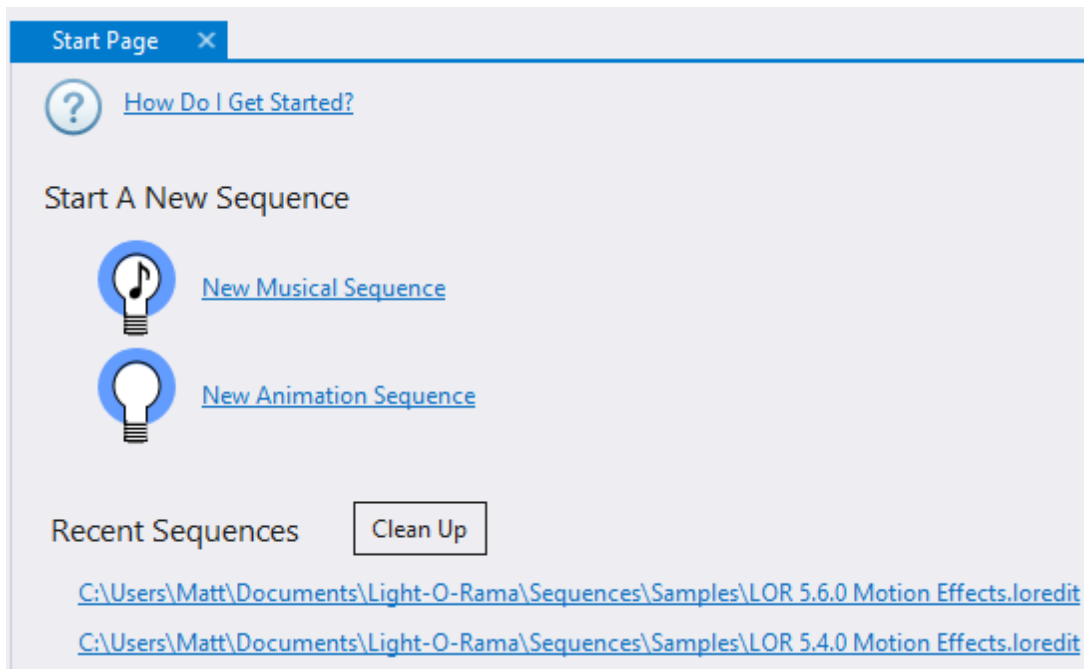 Start Page
How Do I Get Started?
Start A New Sequence
New Musical Sequence
New Animation Sequence
Recent Sequences Clean Up
C:\Users\Matt\Documents\Light-O-Rama\Sequences\Samples\LOR 5.6.0 Motion Effects.loredit
C:\Users\Matt\Documents\Light-O-Rama\Sequences\Samples\LOR 5.4.0 Motion Effects.loredit